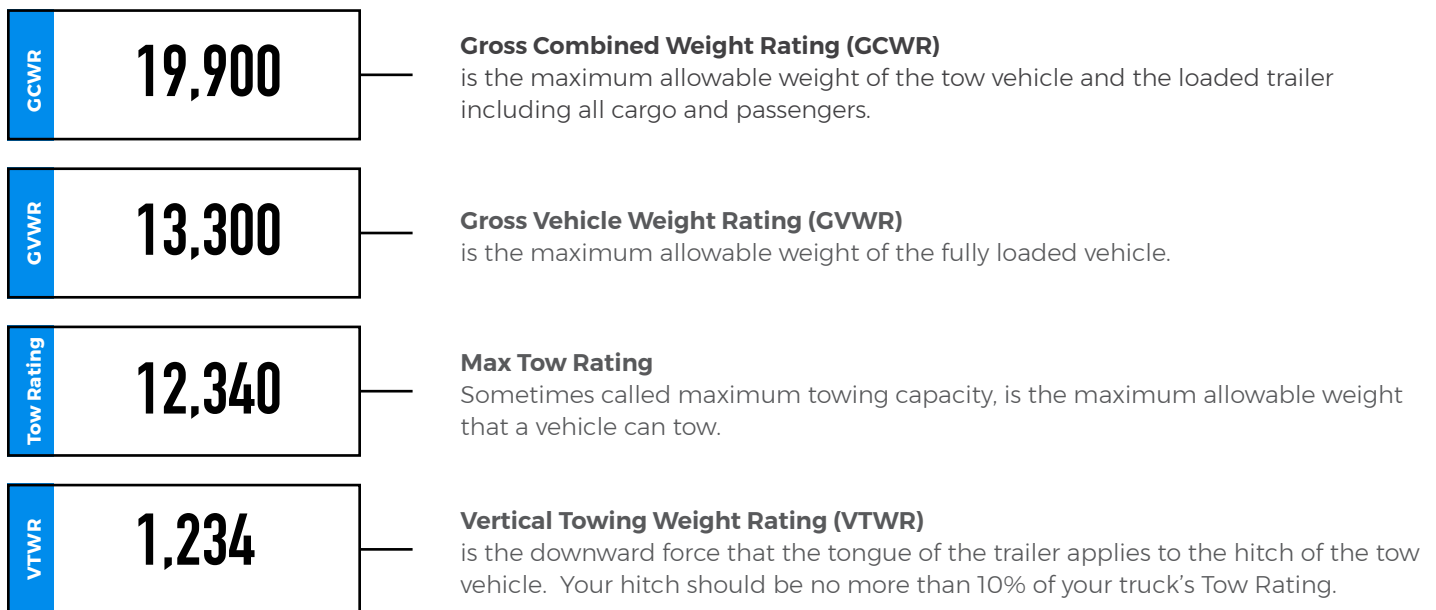 GCWR
19,900
Gross Combined Weight Rating (GCWR)
is the maximum allowable weight of the tow vehicle and the loaded trailer
including all cargo and passengers.
GVWR
13,300
Gross Vehicle Weight Rating (GVWR)
is the maximum allowable weight of the fully loaded vehicle.
Tow Rating
12,340
Max Tow Rating
Sometimes called maximum towing capacity, is the maximum allowable weight
that a vehicle can tow.
VTWR
1,234
Vertical Towing Weight Rating (VTWR)
is the downward force that the tongue of the trailer applies to the hitch of the tow
vehicle.  Your hitch should be no more than 10% of your truck's Tow Rating.